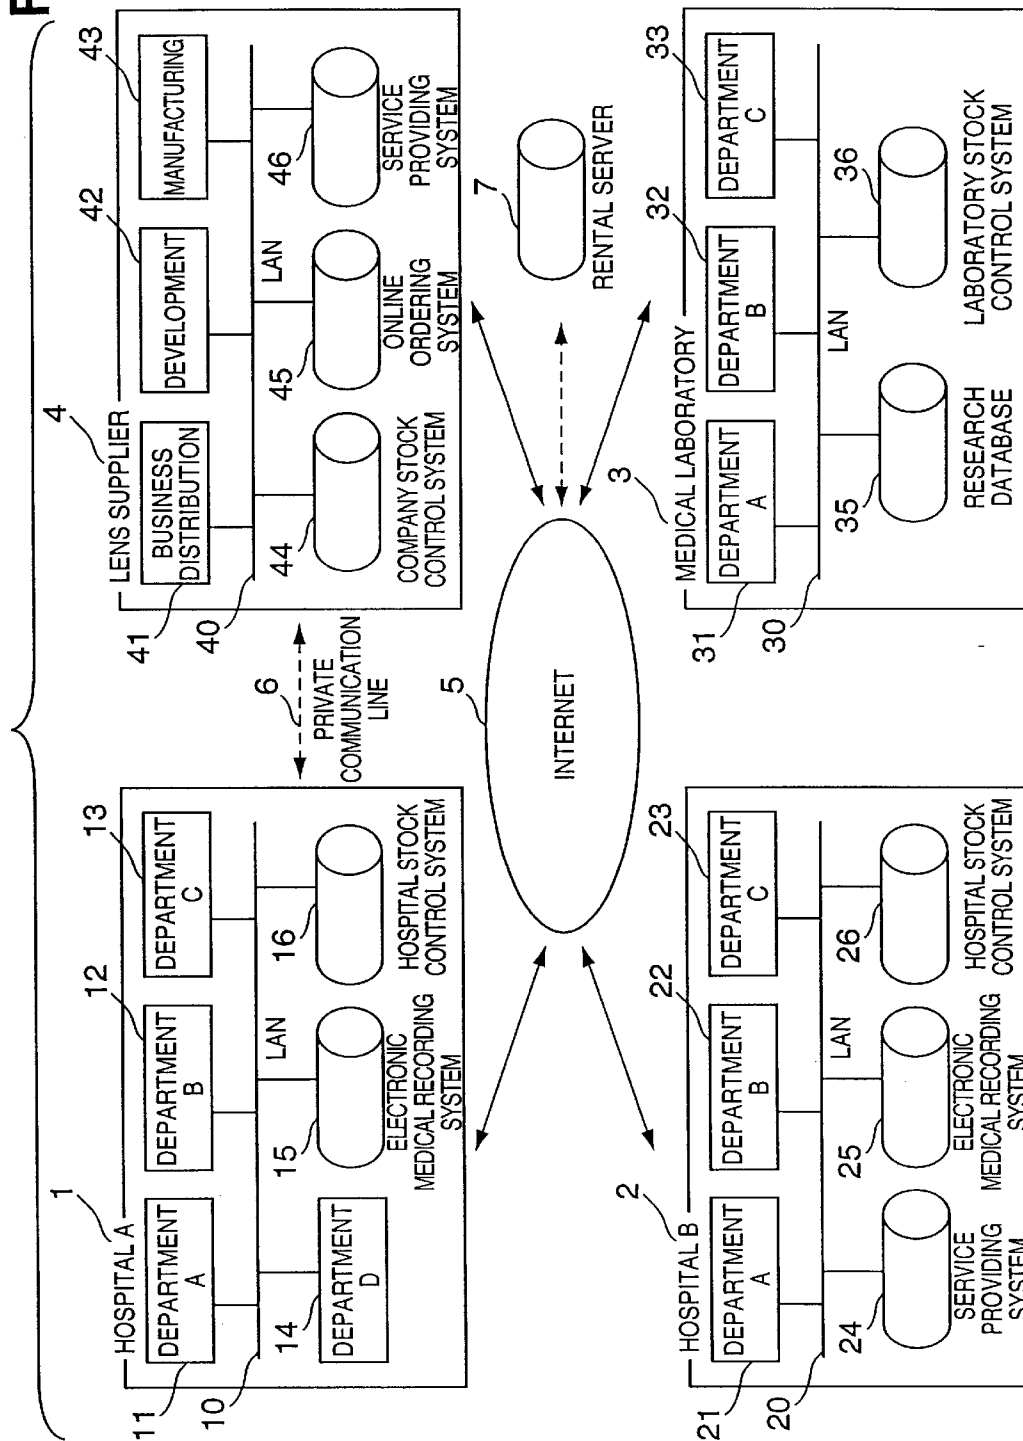 F
1
HOSPITAL A
11
DEPARTMENT
A
12
DEPARTMENT
B
13
DEPARTMENT
C
10
LAN
14
DEPARTMENT
D
15
ELECTRONIC
MEDICAL RECORDING
SYSTEM
16
HOSPITAL STOCK
CONTROL SYSTEM
6
PRIVATE
COMMUNICATION
LINE
4
LENS SUPPLIER
41
BUSINESS
DISTRIBUTION
42
DEVELOPMENT
43
MANUFACTURING
40
LAN
44
COMPANY STOCK
CONTROL SYSTEM
45
ONLINE
ORDERING
SYSTEM
46
SERVICE
PROVIDING
SYSTEM
5
INTERNET
7
RENTAL SERVER
2
HOSPITAL B
21
DEPARTMENT
A
22
DEPARTMENT
B
23
DEPARTMENT
C
20
LAN
24
SERVICE
PROVIDING
SYSTEM
25
ELECTRONIC
MEDICAL RECORDING
SYSTEM
26
HOSPITAL STOCK
CONTROL SYSTEM
3
MEDICAL LABORATORY
31
DEPARTMENT
A
32
DEPARTMENT
B
33
DEPARTMENT
C
30
LAN
35
RESEARCH
DATABASE
36
LABORATORY STOCK
CONTROL SYSTEM